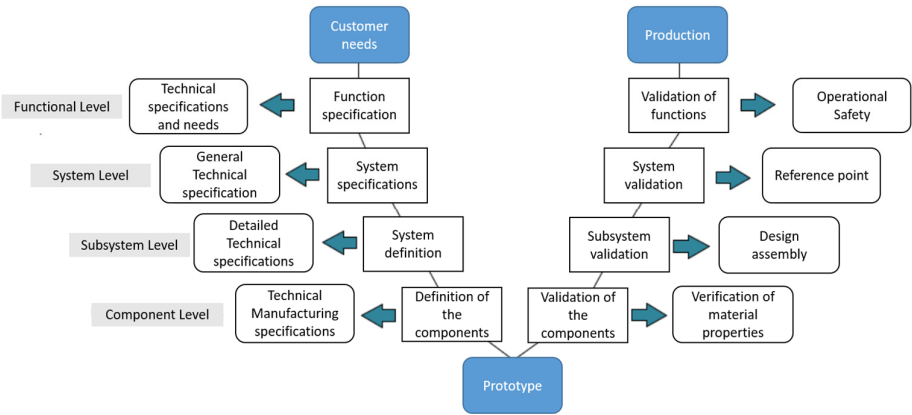 Customer
needs
Production
Functional Level
Technical
specifications
and needs
Function
specification
Validation of
functions
Operational
Safety
System Level
General
Technical
specification
System
specifications
System
validation
Reference point
Subsystem Level
Detailed
Technical
specifications
System
definition
Subsystem
validation
Design
assembly
Component Level
Technical
Manufacturing
specifications
Definition of
the
components
Validation of
the
components
Verification of
material
properties
Prototype